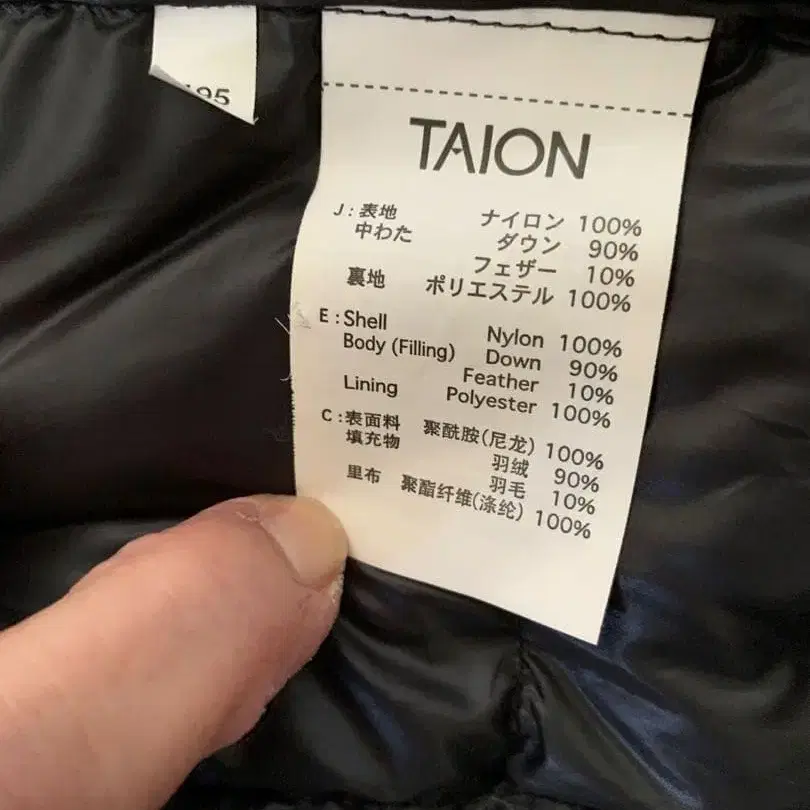 195
TAION
J : 表地 ナイロン 100%
中わた ダウン 90%
フェザー 10%
裏地 ポリエステル 100%
E : Shell Nylon 100%
Body (Filling) Down 90%
Feather 10%
Lining Polyester 100%
C : 表面料 聚酰胺(尼龙) 100%
填充物 羽绒 90%
羽毛 10%
里布 聚酯纤维(涤纶) 100%